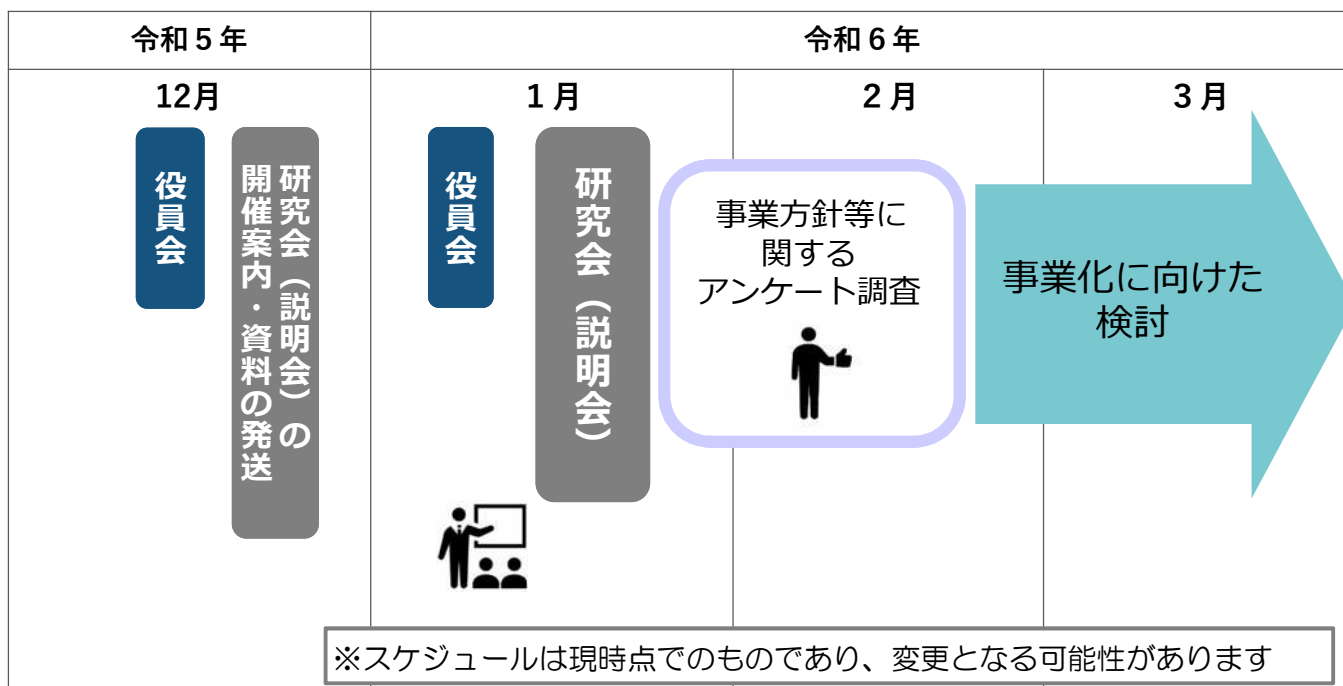 令和５年
令和６年
12月
１月
２月
３月
役員会
研究会（説明会）の
開催案内・資料の発送
役員会
研究会（説明会）
事業方針等に
関する
アンケート調査
事業化に向けた
検討
※スケジュールは現時点でのものであり、変更となる可能性があります